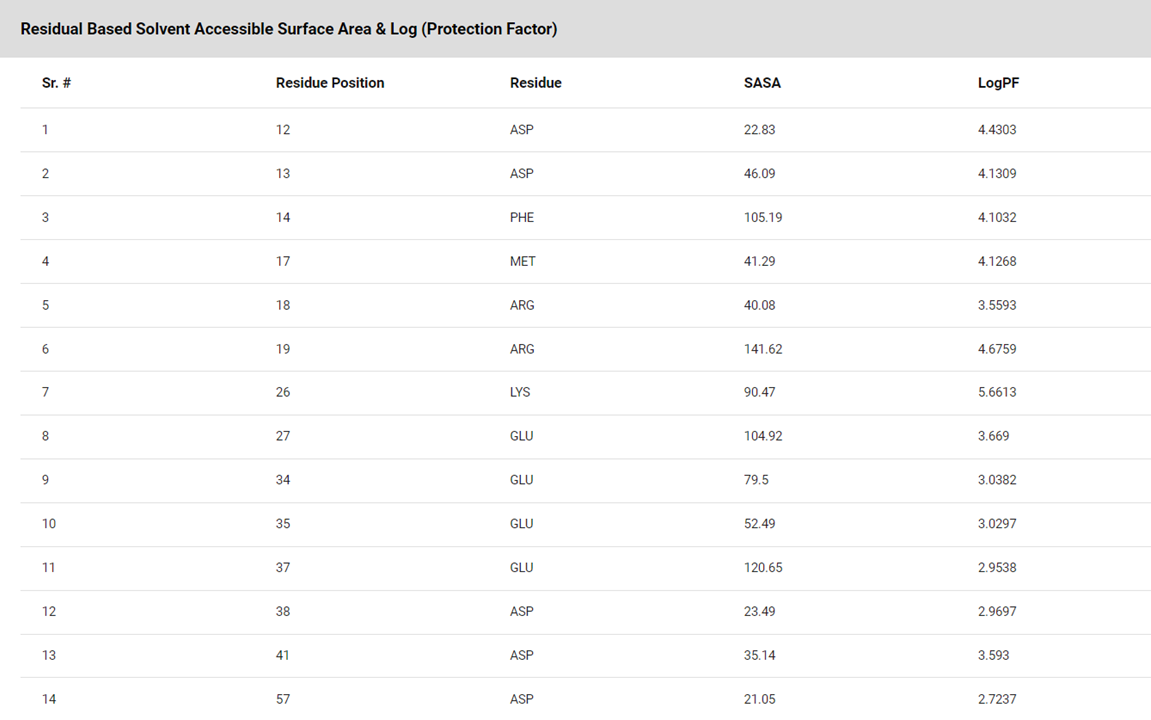 Residual Based Solvent Accessible Surface Area & Log (Protection Factor)
Sr. # Residue Position Residue SASA LogPF
1 12 ASP 22.83 4.4303
2 13 ASP 46.09 4.1309
3 14 PHE 105.19 4.1032
4 17 MET 41.29 4.1268
5 18 ARG 40.08 3.5593
6 19 ARG 141.62 4.6759
7 26 LYS 90.47 5.6613
8 27 GLU 104.92 3.669
9 34 GLU 79.5 3.0382
10 35 GLU 52.49 3.0297
11 37 GLU 120.65 2.9538
12 38 ASP 23.49 2.9697
13 41 ASP 35.14 3.593
14 57 ASP 21.05 2.7237